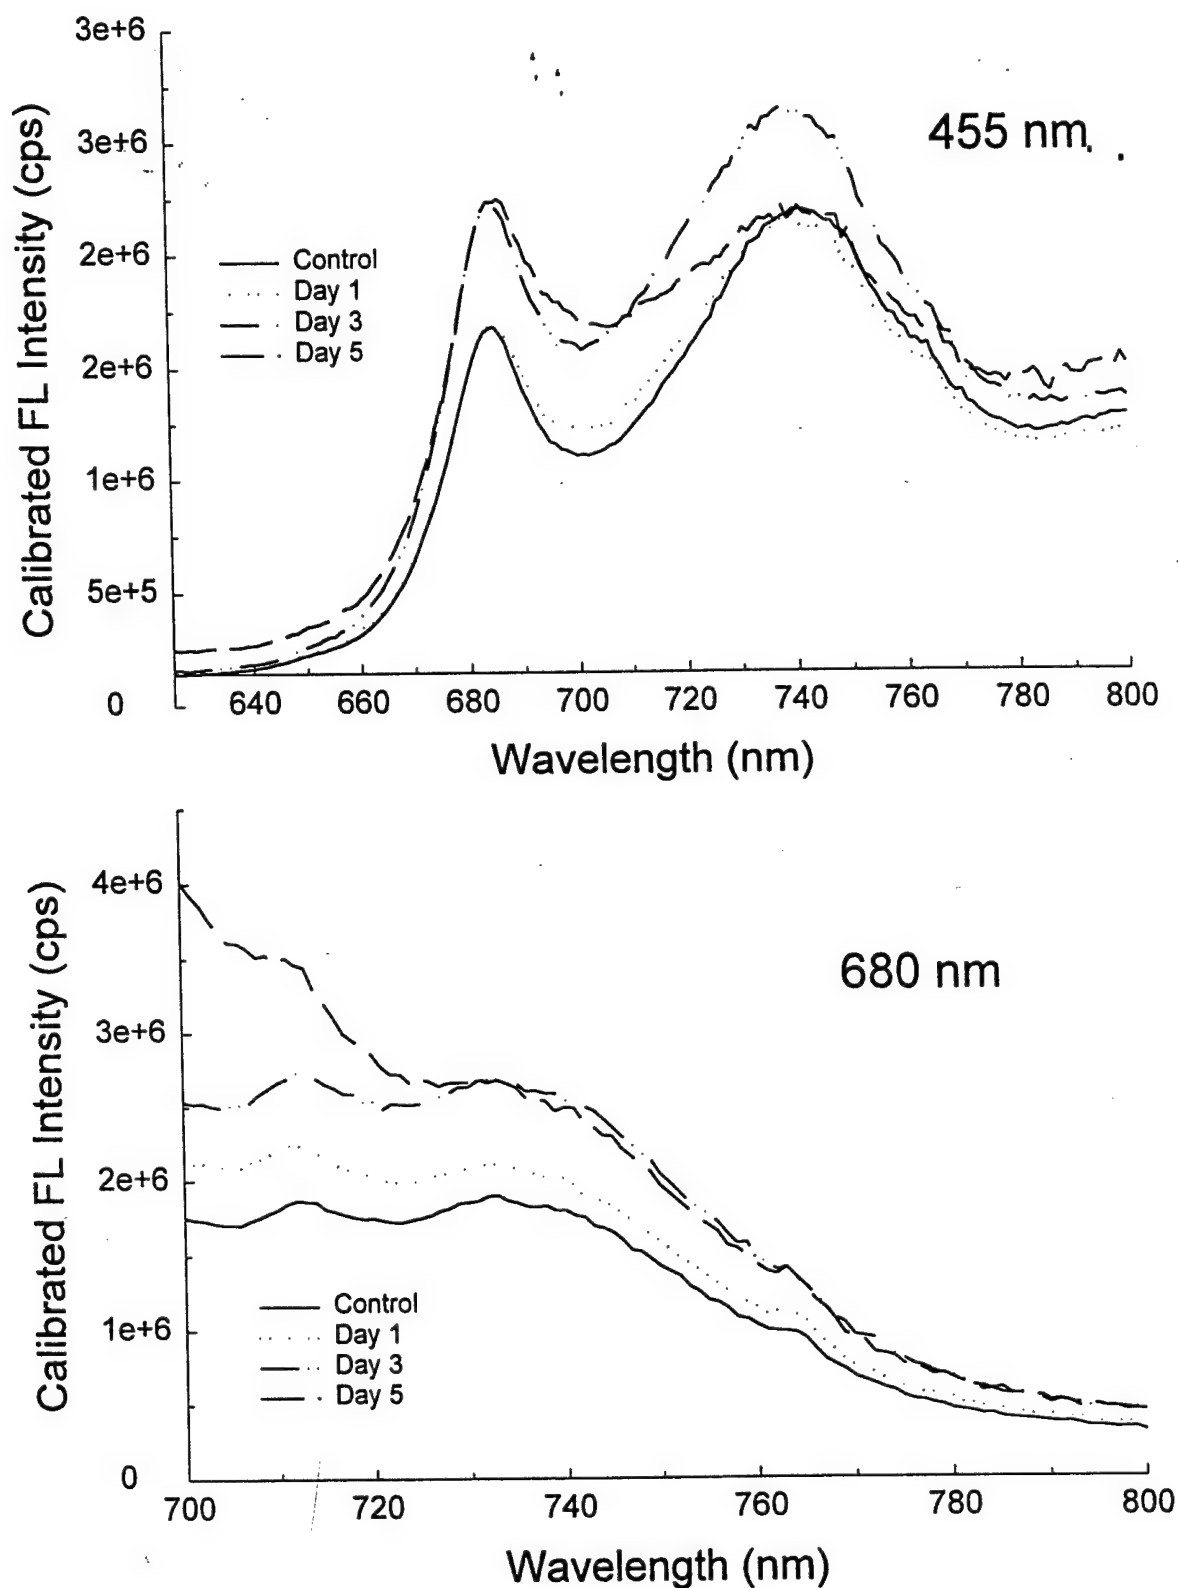 3e+6
3e+6
2e+6
2e+6
1e+6
5e+5
0
Calibrated FL Intensity (cps)
455 nm
Control
Day 1
Day 3
Day 5
640 660 680 700 720 740 760 780 800
Wavelength (nm)
4e+6
3e+6
2e+6
1e+6
0
Calibrated FL Intensity (cps)
680 nm
Control
Day 1
Day 3
Day 5
700 720 740 760 780 800
Wavelength (nm)